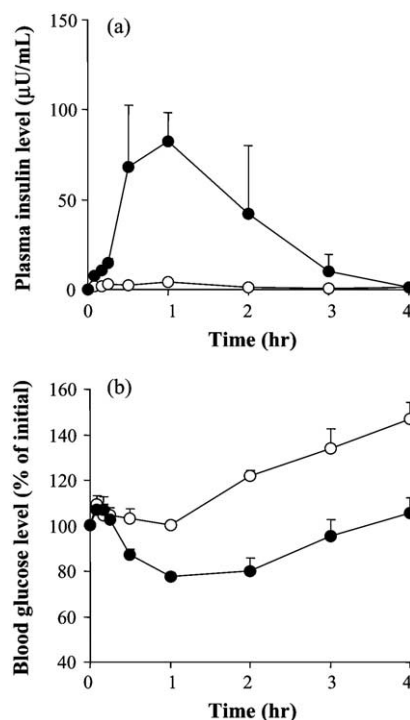 (a)
Plasma insulin level (μU/mL)
150
100
50
0
0 1 2 3 4
Time (hr)
(b)
Blood glucose level (% of initial)
160
140
120
100
80
60
40
0 1 2 3 4
Time (hr)